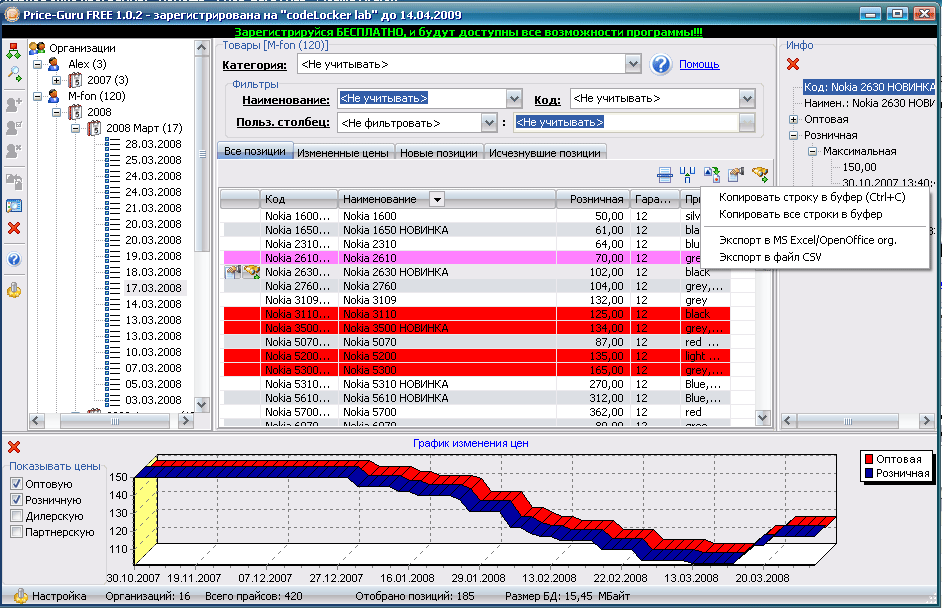 Price-Guru FREE 1.0.2 - зарегистрирована на "codeLocker lab" до 14.04.2009
Зарегистрируйся БЕСПЛАТНО, и будут доступны все возможности программы!!!
Организации
Alex (3)
2007 (3)
M-fon (120)
2008
2008 Март (17)
28.03.2008
25.03.2008
24.03.2008
24.03.2008
21.03.2008
20.03.2008
20.03.2008
19.03.2008
18.03.2008
17.03.2008
14.03.2008
13.03.2008
13.03.2008
10.03.2008
07.03.2008
05.03.2008
03.03.2008
Товары [M-fon (120)]
Категория: <Не учитывать> Помощь
Фильтры
Наименование: <Не учитывать> Код: <Не учитывать>
Польз. столбец: <Не фильтровать> : <Не учитывать>
Все позиции Измененные цены Новые позиции Исчезнувшие позиции
Код Наименование Розничная Гара... Пр
Nokia 1600... Nokia 1600 50,00 12 silv
Nokia 1650... Nokia 1650 НОВИНКА 61,00 12 bla
Nokia 2310... Nokia 2310 64,00 12 blu
Nokia 2610... Nokia 2610 70,00 12 gre
Nokia 2630... Nokia 2630 НОВИНКА 102,00 12 black
Nokia 2760... Nokia 2760 104,00 12 grey,...
Nokia 3109... Nokia 3109 132,00 12 grey
Nokia 3110... Nokia 3110 125,00 12 black
Nokia 3500... Nokia 3500 НОВИНКА 134,00 12 grey,...
Nokia 5070... Nokia 5070 87,00 12 red ...
Nokia 5200... Nokia 5200 135,00 12 light ...
Nokia 5300... Nokia 5300 165,00 12 grey,...
Nokia 5310... Nokia 5310 НОВИНКА 270,00 12 Blue,...
Nokia 5610... Nokia 5610 НОВИНКА 312,00 12 Blue,...
Nokia 5700... Nokia 5700 362,00 12 red
Nokia 6070... Nokia 6070 80,00 12 grey
Копировать строку в буфер (Ctrl+C)
Копировать все строки в буфер
Экспорт в MS Excel/OpenOffice org.
Экспорт в файл CSV
Инфо
Код: Nokia 2630 НОВИНКА
Наимен.: Nokia 2630 НОВИ
Оптовая
Розничная
Максимальная
150,00
30.10.2007 13:40:
График изменения цен
Показывать цены
Оптовую
Розничную
Дилерскую
Партнерскую
150
140
130
120
110
30.10.2007 19.11.2007 07.12.2007 27.12.2007 16.01.2008 29.01.2008 13.02.2008 22.02.2008 13.03.2008 20.03.2008
Оптовая
Розничная
Настройка Организаций: 16 Всего прайсов: 420 Отобрано позиций: 185 Размер БД: 15,45 МБайт